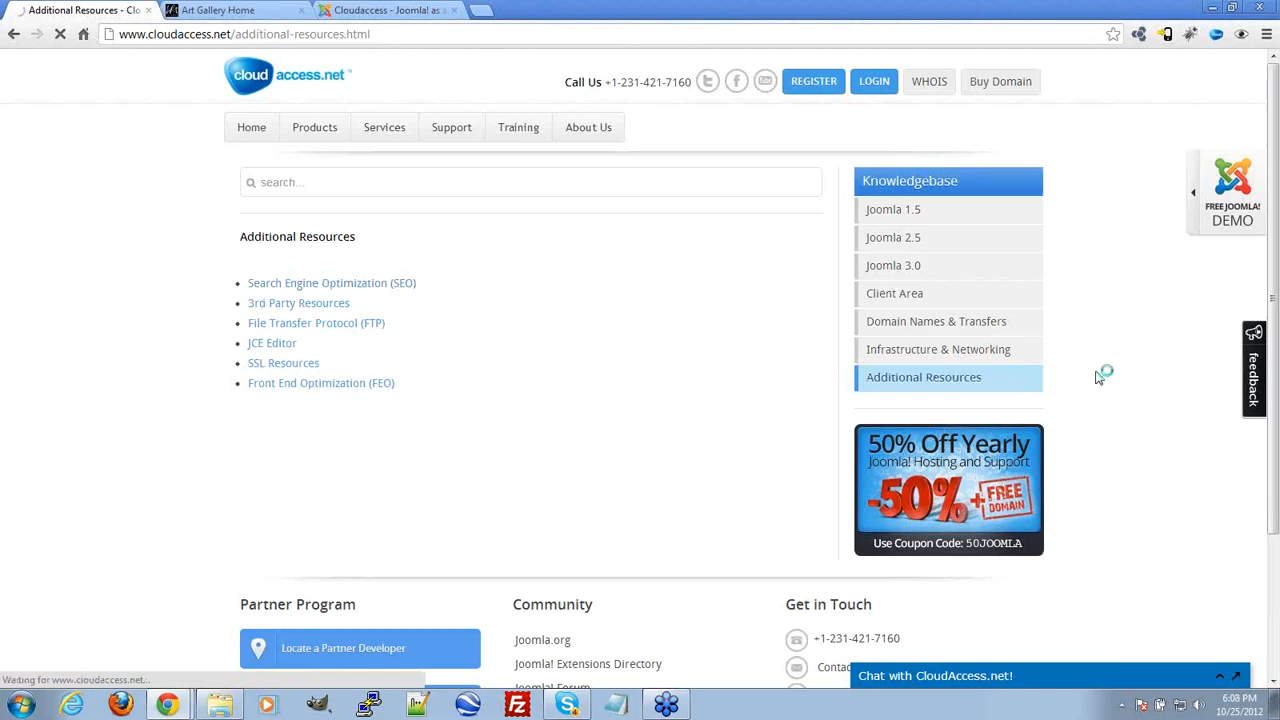 Additional Resources - Clo
Art Gallery Home
Cloudaccess - Joomla! as a
www.cloudaccess.net/additional-resources.html
cloud access.net
Call Us +1-231-421-7160
REGISTER
LOGIN
WHOIS
Buy Domain
Home
Products
Services
Support
Training
About Us
search...
Knowledgebase
Joomla 1.5
Joomla 2.5
Joomla 3.0
Client Area
Domain Names & Transfers
Infrastructure & Networking
Additional Resources
FREE JOOMLA!
DEMO
feedback
Additional Resources
Search Engine Optimization (SEO)
3rd Party Resources
File Transfer Protocol (FTP)
JCE Editor
SSL Resources
Front End Optimization (FEO)
50% Off Yearly
Joomla! Hosting and Support
-50% + FREE DOMAIN
Use Coupon Code: 50JOOMLA
Partner Program
Community
Get in Touch
Locate a Partner Developer
Joomla.org
Joomla! Extensions Directory
Joomla! Forum
+1-231-421-7160
Conta
Chat with CloudAccess.net!
Waiting for www.cloudaccess.net...
6:08 PM
10/25/2012